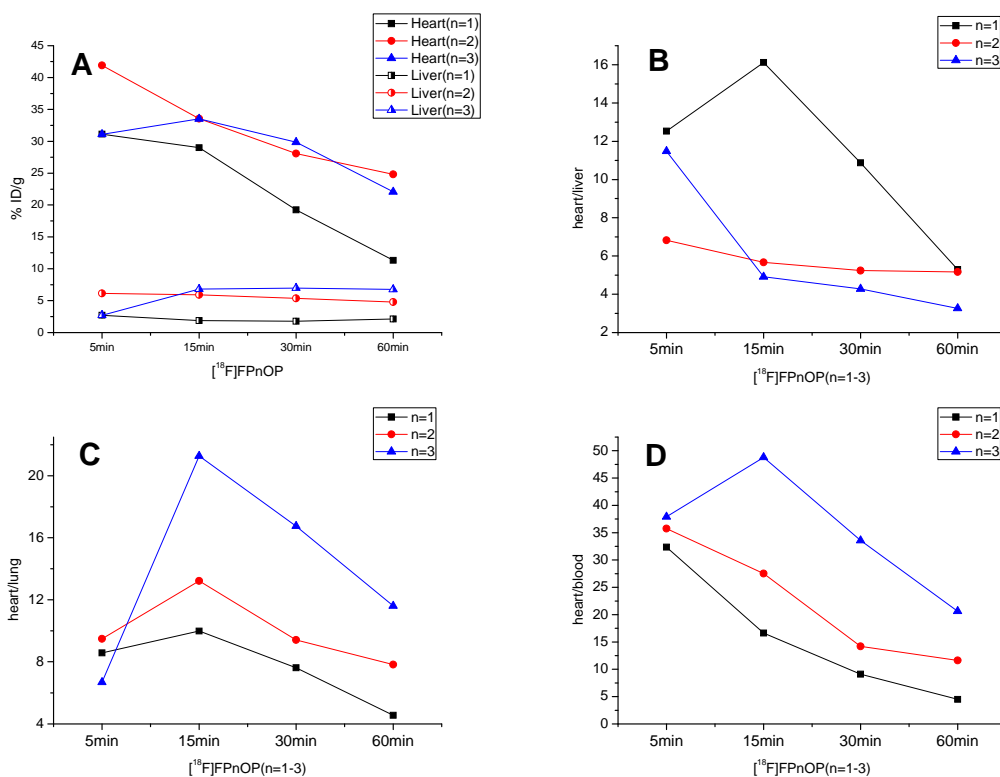 A
Heart(n=1)
Heart(n=2)
Heart(n=3)
Liver(n=1)
Liver(n=2)
Liver(n=3)
45
40
35
30
25
20
15
10
5
0
% ID/g
5min 15min 30min 60min
[¹⁸F]FPnOP
B
n=1
n=2
n=3
16
14
12
10
8
6
4
2
heart/liver
5min 15min 30min 60min
[¹⁸F]FPnOP(n=1-3)
C
n=1
n=2
n=3
20
16
12
8
4
heart/lung
5min 15min 30min 60min
[¹⁸F]FPnOP(n=1-3)
D
n=1
n=2
n=3
50
45
40
35
30
25
20
15
10
5
0
heart/blood
5min 15min 30min 60min
[¹⁸F]FPnOP(n=1-3)